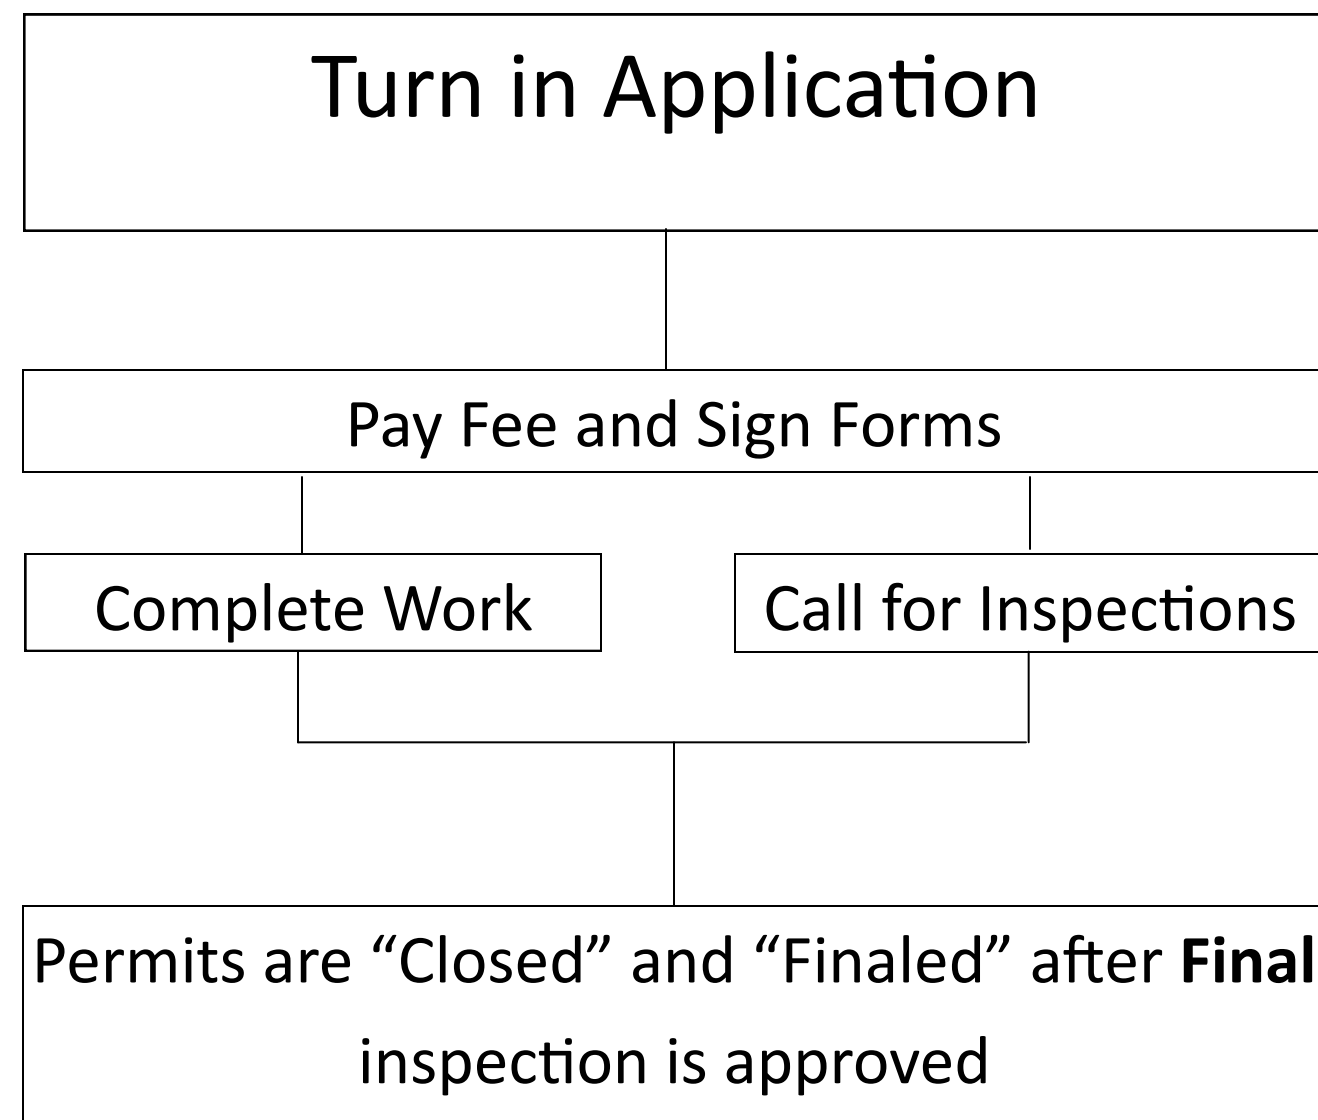 Turn in Application
Pay Fee and Sign Forms
Complete Work
Call for Inspections
Permits are “Closed” and “Finaled” after Final
inspection is approved